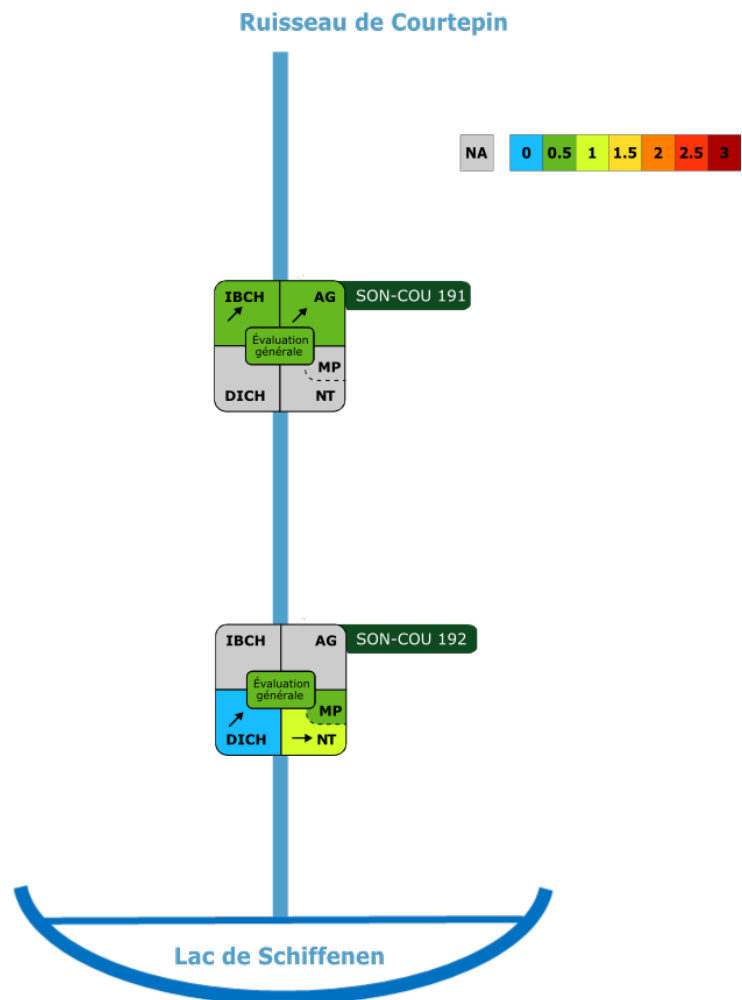 Ruisseau de Courtepin
NA 0 0.5 1 1.5 2 2.5 3
IBCH AG SON-COU 191
Évaluation
générale
MP
DICH NT
IBCH AG SON-COU 192
Évaluation
générale
MP
DICH NT
Lac de Schiffenen